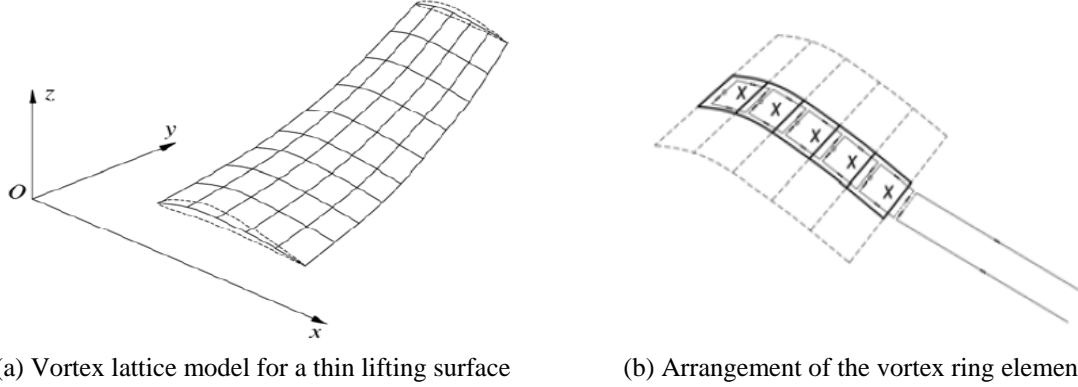 z
y
O
x
(a) Vortex lattice model for a thin lifting surface
(b) Arrangement of the vortex ring elemen